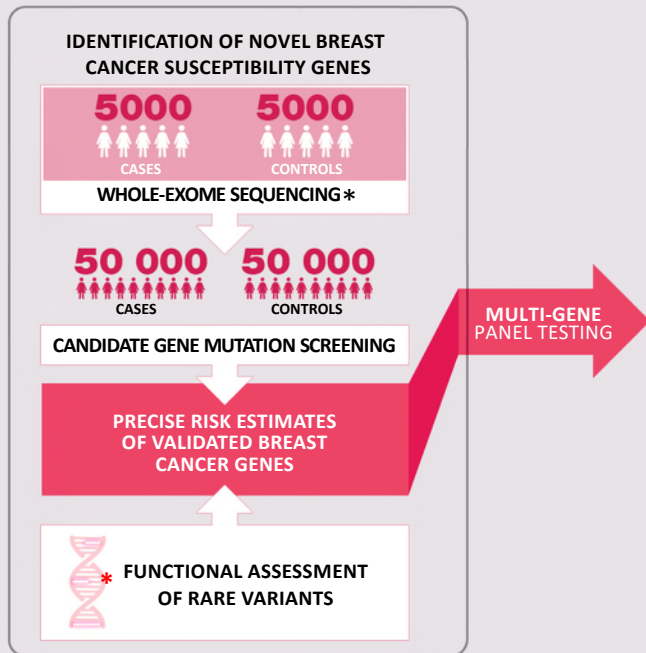 IDENTIFICATION OF NOVEL BREAST
CANCER SUSCEPTIBILITY GENES
5000 5000
CASES CONTROLS
WHOLE-EXOME SEQUENCING*
50 000 50 000
CASES CONTROLS
CANDIDATE GENE MUTATION SCREENING
MULTI-GENE
PANEL TESTING
PRECISE RISK ESTIMATES
OF VALIDATED BREAST
CANCER GENES
* FUNCTIONAL ASSESSMENT
OF RARE VARIANTS